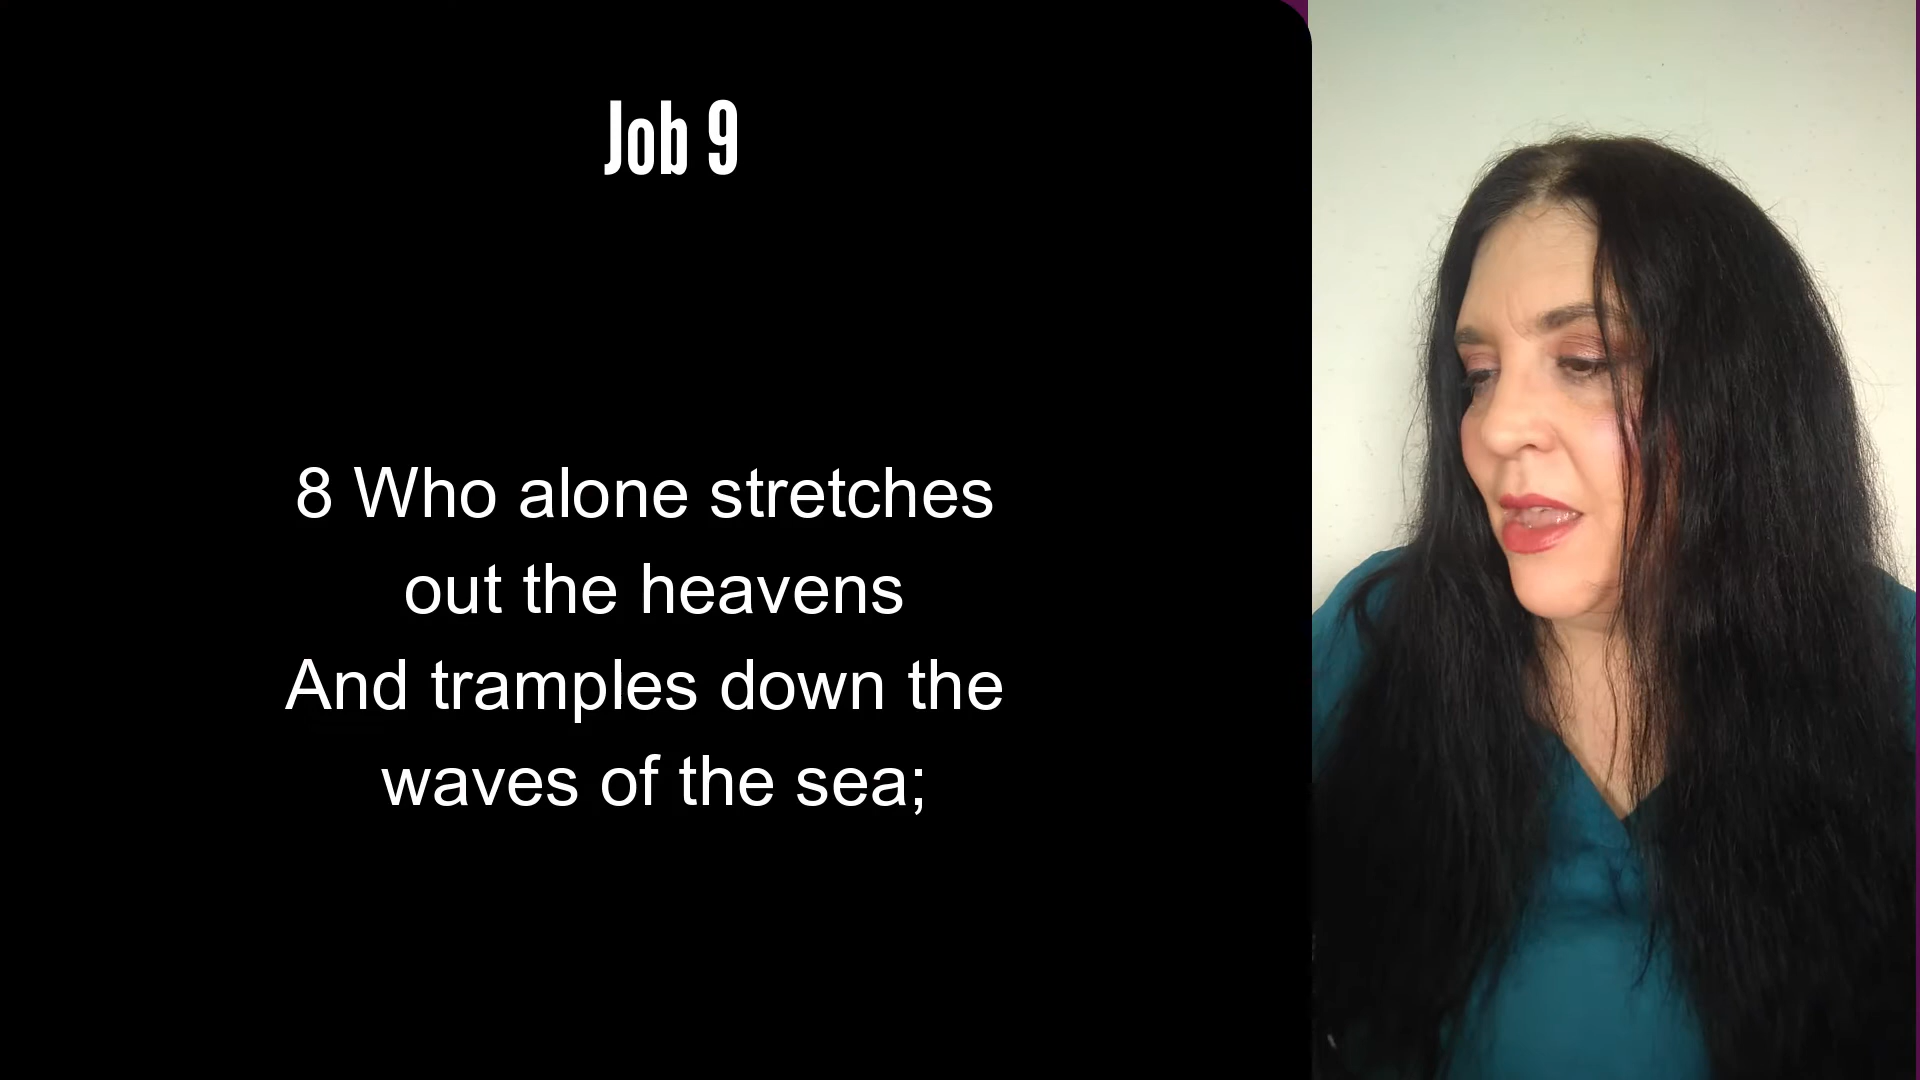 Job 9
8 Who alone stretches
out the heavens
And tramples down the
waves of the sea;